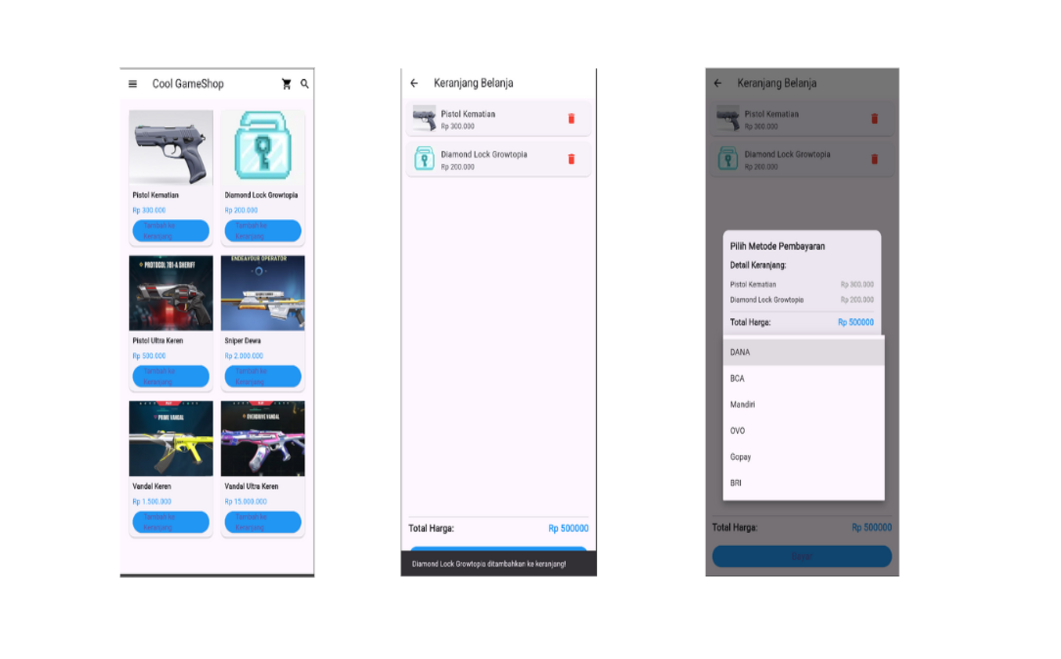 Cool GameShop
Pistol Kematian
Rp 300.000
Tambah ke
Keranjang
Diamond Lock Growtopia
Rp 200.000
Tambah ke
Keranjang
PROTOCOL 781-A SHERIFF
Pistol Ultra Keren
Rp 500.000
Tambah ke
Keranjang
ENDEAVOUR OPERATOR
Sniper Dewa
Rp 2.000.000
Tambah ke
Keranjang
PRIME VANDAL
Vandal Keren
Rp 1.500.000
Tambah ke
Keranjang
OVERDRIVE VANDAL
Vandal Ultra Keren
Rp 15.000.000
Tambah ke
Keranjang
Keranjang Belanja
Pistol Kematian
Rp 300.000
Diamond Lock Growtopia
Rp 200.000
Total Harga: Rp 500000
Diamond Lock Growtopia ditambahkan ke keranjang!
Keranjang Belanja
Pistol Kematian
Rp 300.000
Diamond Lock Growtopia
Rp 200.000
Pilih Metode Pembayaran
Detail Keranjang:
Pistol Kematian Rp 300.000
Diamond Lock Growtopia Rp 200.000
Total Harga: Rp 500000
DANA
BCA
Mandiri
OVO
Gopay
BRI
Total Harga: Rp 500000